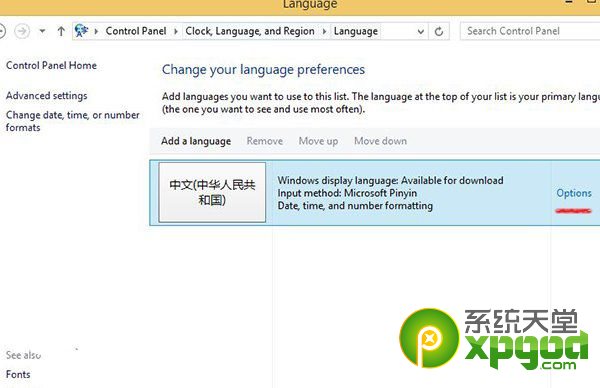 Language
Control Panel
Clock, Language, and Region
Language
Search Control Panel
Control Panel Home
Change your language preferences
Advanced settings
Add languages you want to use to this list. The language at the top of your list is your primary langu
Change date, time, or number
formats
(the one you want to see and use most often).
Add a language
Remove
Move up
Move down
中文(中华人民共
和国)
Windows display language: Available for download
Input method: Microsoft Pinyin
Date, time, and number formatting
Options
系统天堂
xpgod.com
See also
Fonts